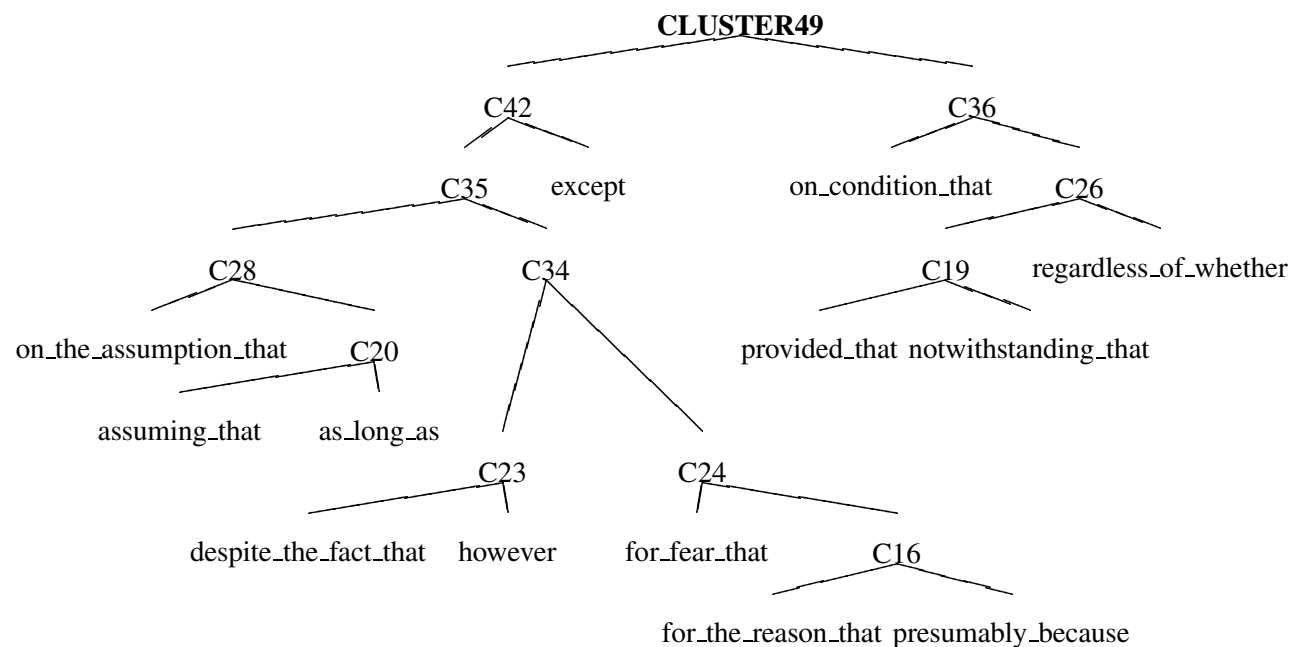 CLUSTER49
C42 C36
C35 except on_condition_that C26
C28 C34 C19 regardless_of_whether
on_the_assumption_that C20 provided_that notwithstanding_that
assuming_that as_long_as
C23 C24
despite_the_fact_that however for_fear_that C16
for_the_reason_that presumably_because